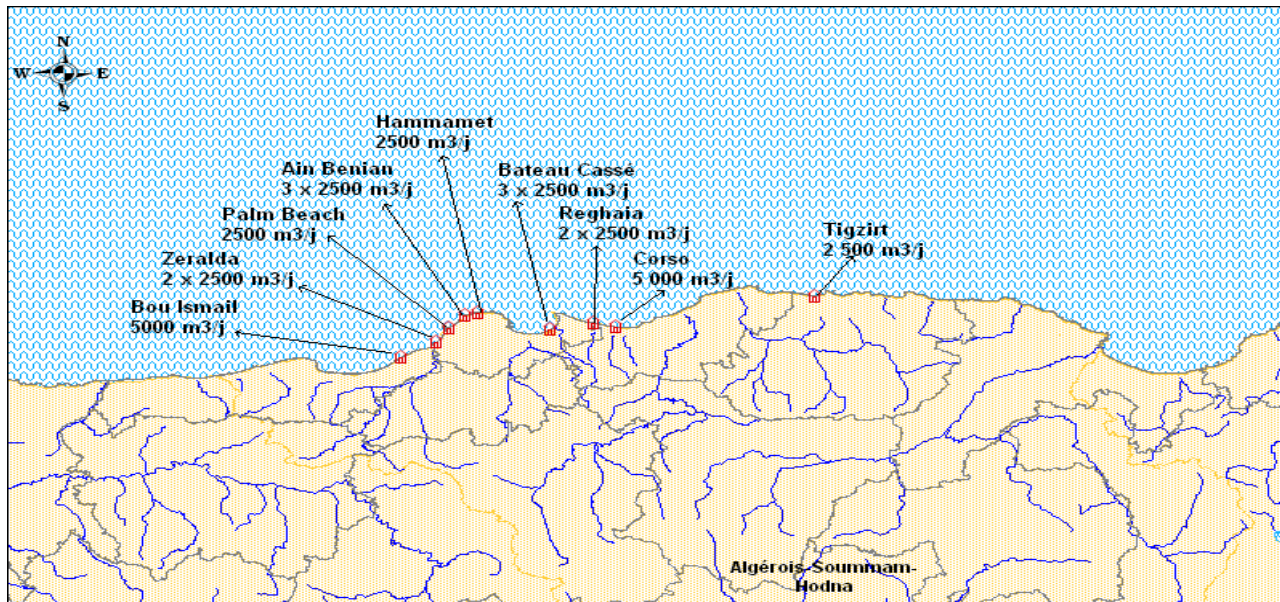 N
W E
S
Hammamet
2500 m3/j
Ain Benian
3 x 2500 m3/j
Bateau Cassé
3 x 2500 m3/j
Palm Beach
2500 m3/j
Reghaia
2 x 2500 m3/j
Tigzirt
2 500 m3/j
Zeralda
2 x 2500 m3/j
Corso
5 000 m3/j
Bou Ismail
5000 m3/j
Algérois-Soummam-
Hodna